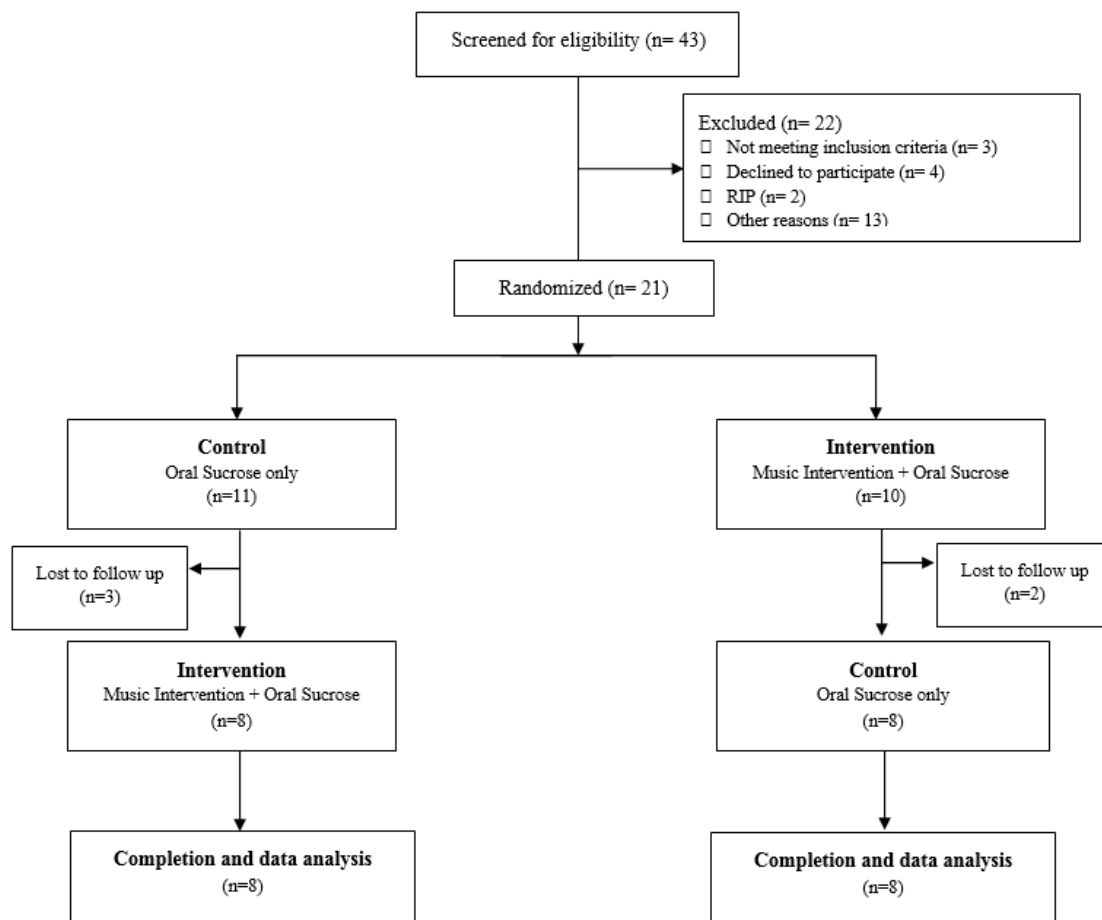 Screened for eligibility (n= 43)
Excluded (n= 22)
Not meeting inclusion criteria (n= 3)
Declined to participate (n= 4)
RIP (n= 2)
Other reasons (n= 13)
Randomized (n= 21)
Control
Oral Sucrose only
(n=11)
Intervention
Music Intervention + Oral Sucrose
(n=10)
Lost to follow up
(n=3)
Lost to follow up
(n=2)
Intervention
Music Intervention + Oral Sucrose
(n=8)
Control
Oral Sucrose only
(n=8)
Completion and data analysis
(n=8)
Completion and data analysis
(n=8)